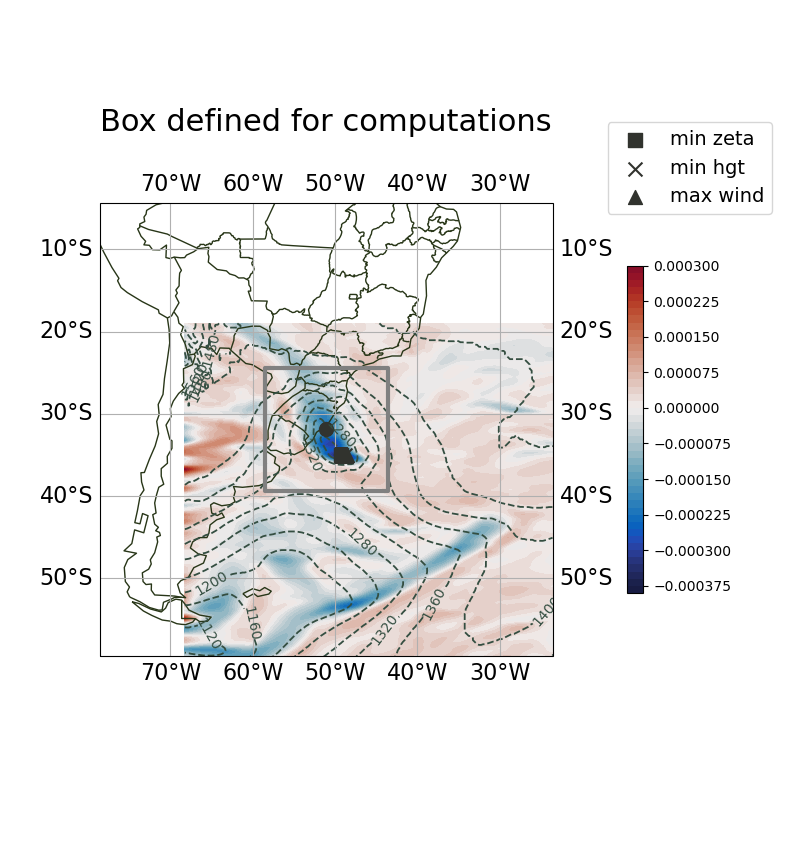 Box defined for computations
min zeta
min hgt
max wind
70°W 60°W 50°W 40°W 30°W
10°S 10°S
20°S 20°S
30°S 30°S
40°S 40°S
50°S 50°S
70°W 60°W 50°W 40°W 30°W
0.000300
0.000225
0.000150
0.000075
0.000000
−0.000075
−0.000150
−0.000225
−0.000300
−0.000375
1280
1200
1160
1320
1360